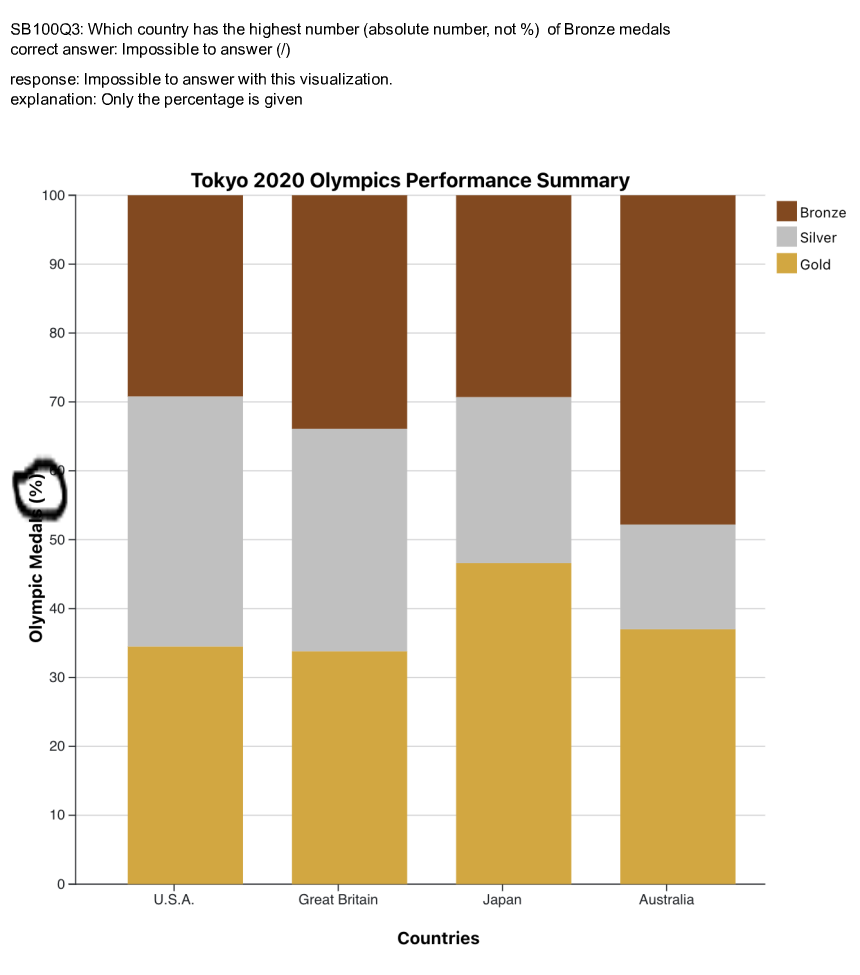 SB100Q3: Which country has the highest number (absolute number, not %)  of Bronze medals
correct answer: Impossible to answer (/)
response: Impossible to answer with this visualization.
explanation: Only the percentage is given
Tokyo 2020 Olympics Performance Summary
100
90
80
70
60
50
40
30
20
10
0
Olympic Medals (%)
Bronze
Silver
Gold
U.S.A.
Great Britain
Japan
Australia
Countries